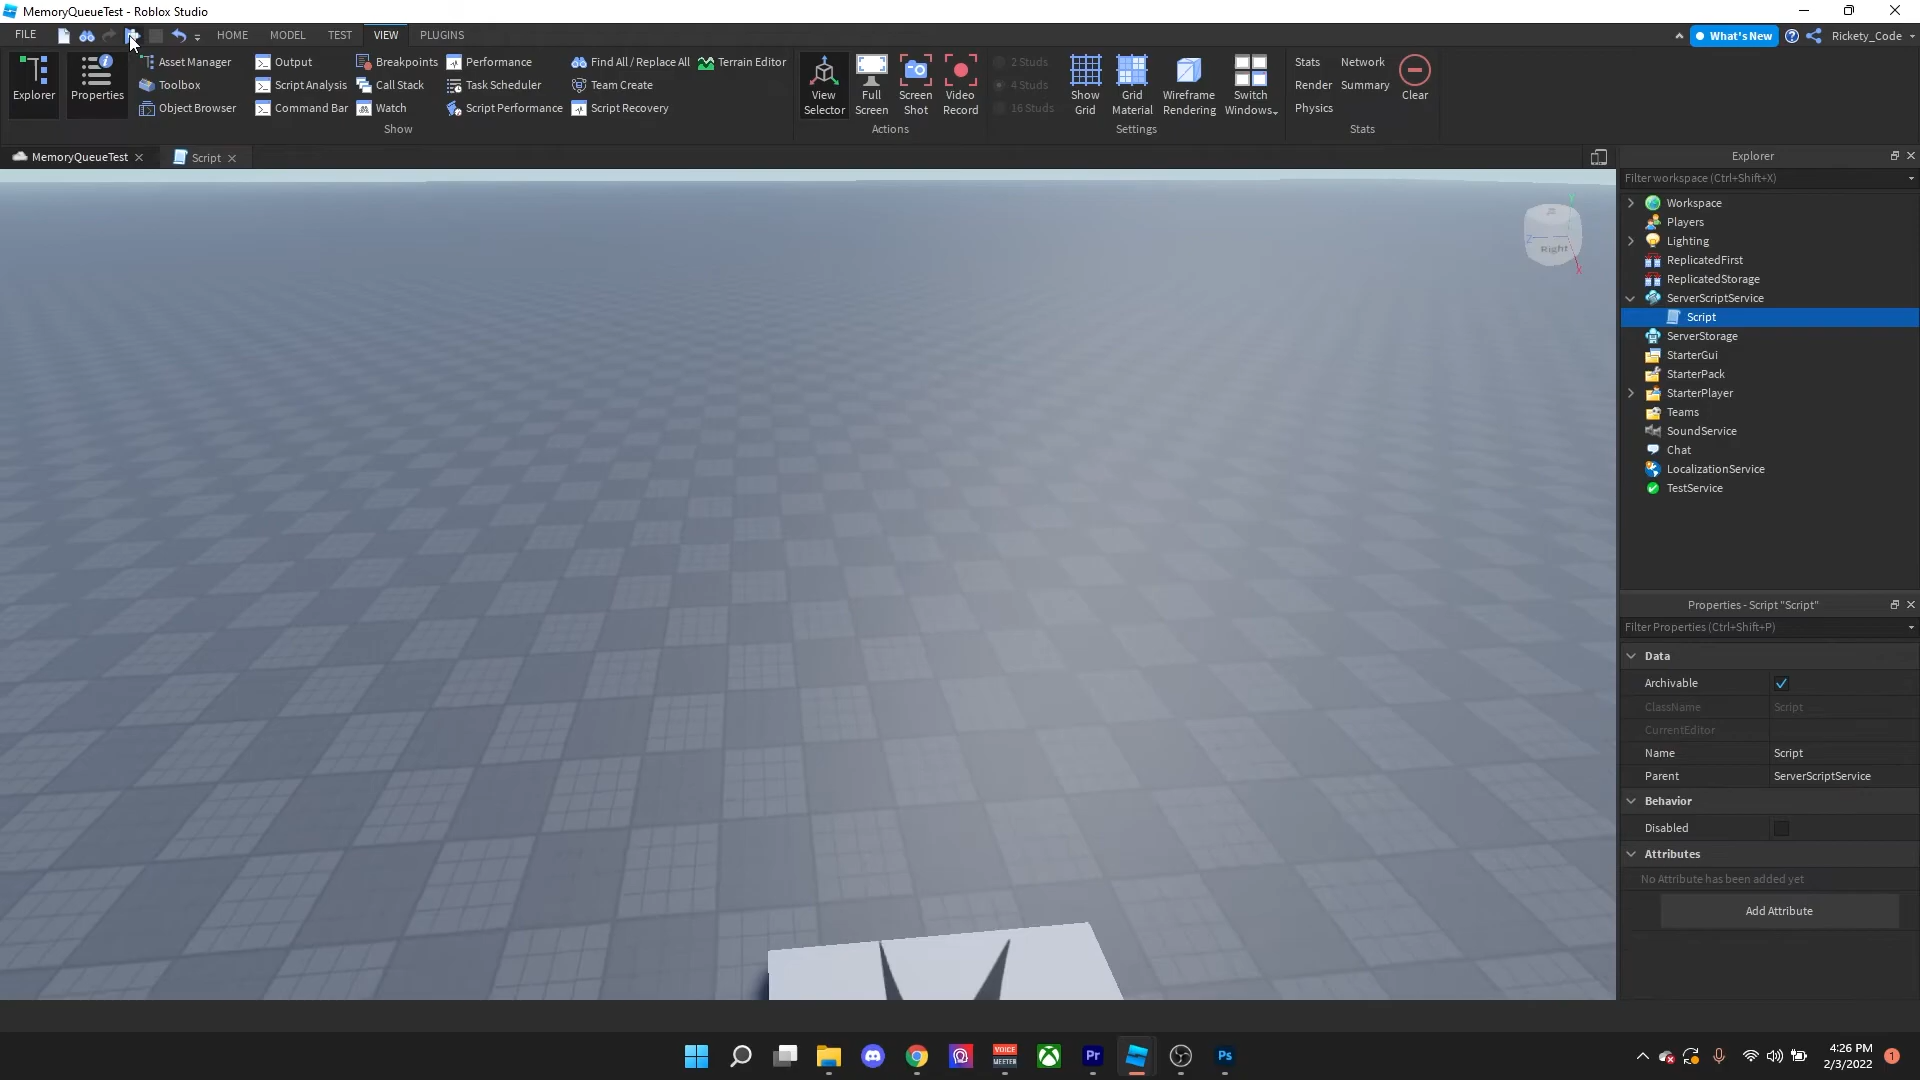 MemoryQueueTest - Roblox Studio
FILE
HOME
MODEL
TEST
VIEW
PLUGINS
What's New
Rickety_Code
Explorer
Properties
Asset Manager
Toolbox
Object Browser
Output
Script Analysis
Command Bar
Breakpoints
Call Stack
Watch
Performance
Task Scheduler
Script Performance
Find All / Replace All
Team Create
Script Recovery
Terrain Editor
Show
View
Selector
Full
Screen
Screen
Shot
Video
Record
Actions
2 Studs
4 Studs
16 Studs
Show
Grid
Grid
Material
Wireframe
Rendering
Switch
Windows
Settings
Stats
Render
Physics
Network
Summary
Clear
Stats
MemoryQueueTest
Script
Right
Z
X
Explorer
Filter workspace (Ctrl+Shift+X)
Workspace
Players
Lighting
ReplicatedFirst
ReplicatedStorage
ServerScriptService
Script
ServerStorage
StarterGui
StarterPack
StarterPlayer
Teams
SoundService
Chat
LocalizationService
TestService
Properties - Script "Script"
Filter Properties (Ctrl+Shift+P)
Data
Archivable
ClassName Script
CurrentEditor
Name Script
Parent ServerScriptService
Behavior
Disabled
Attributes
No Attribute has been added yet
Add Attribute
VOICE
MEETER
Pr
Ps
4:26 PM
2/3/2022
1